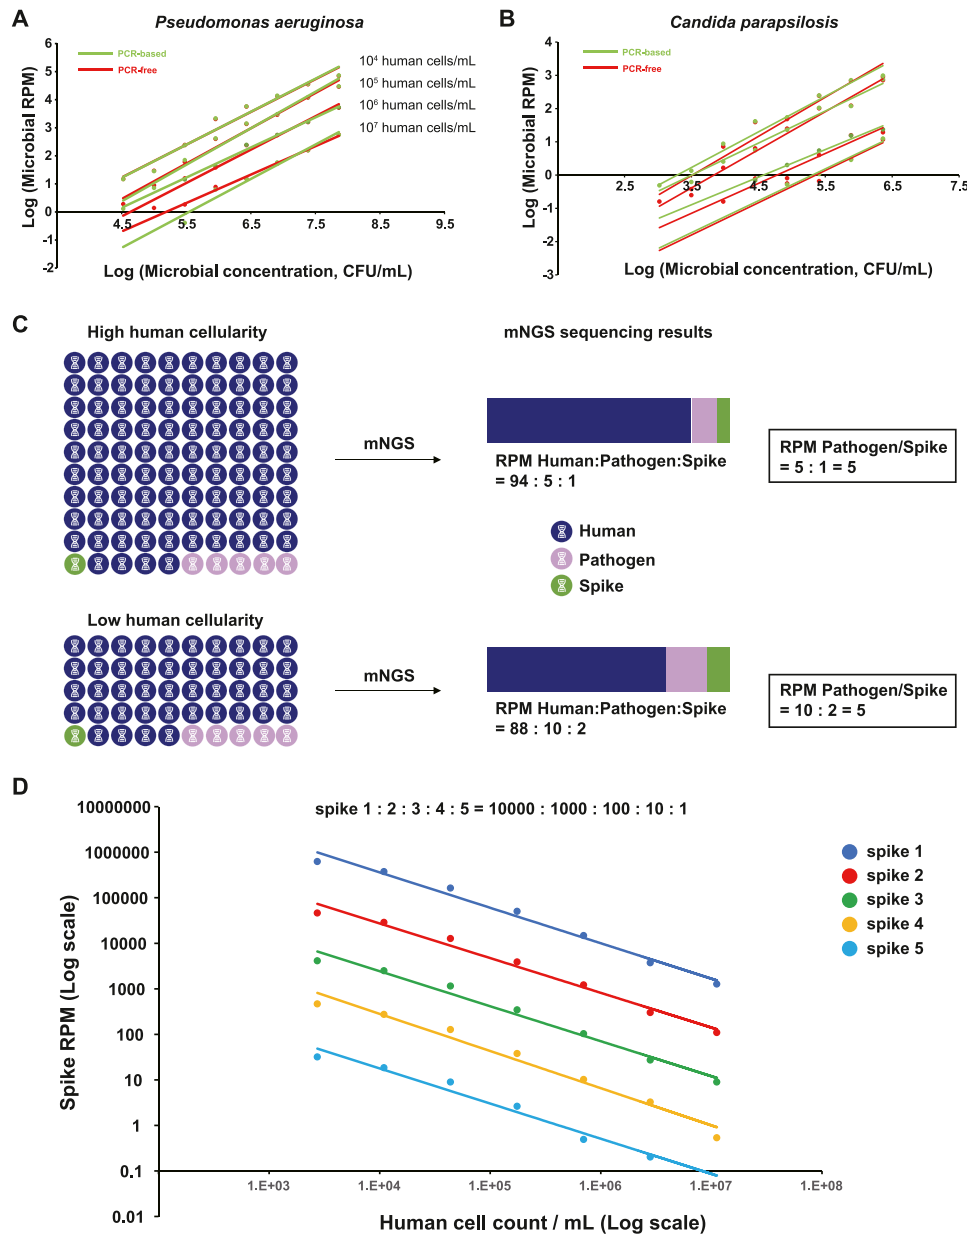 A
Pseudomonas aeruginosa
6
5
4
3
2
1
0
-1
-2
PCR-based
PCR-free
10⁴ human cells/mL
10⁵ human cells/mL
10⁶ human cells/mL
10⁷ human cells/mL
4.5 5.5 6.5 7.5 8.5 9.5
Log (Microbial RPM)
Log (Microbial concentration, CFU/mL)
B
Candida parapsilosis
4
3
2
1
0
-1
-2
-3
PCR-based
PCR-free
2.5 3.5 4.5 5.5 6.5 7.5
Log (Microbial RPM)
Log (Microbial concentration, CFU/mL)
C
High human cellularity
mNGS sequencing results
mNGS
RPM Human:Pathogen:Spike
= 94 : 5 : 1
RPM Pathogen/Spike
= 5 : 1 = 5
Human
Pathogen
Spike
Low human cellularity
mNGS
RPM Human:Pathogen:Spike
= 88 : 10 : 2
RPM Pathogen/Spike
= 10 : 2 = 5
D
spike 1 : 2 : 3 : 4 : 5 = 10000 : 1000 : 100 : 10 : 1
10000000
1000000
100000
10000
1000
100
10
1
0.1
0.01
Spike RPM (Log scale)
1.E+03 1.E+04 1.E+05 1.E+06 1.E+07 1.E+08
Human cell count / mL (Log scale)
spike 1
spike 2
spike 3
spike 4
spike 5